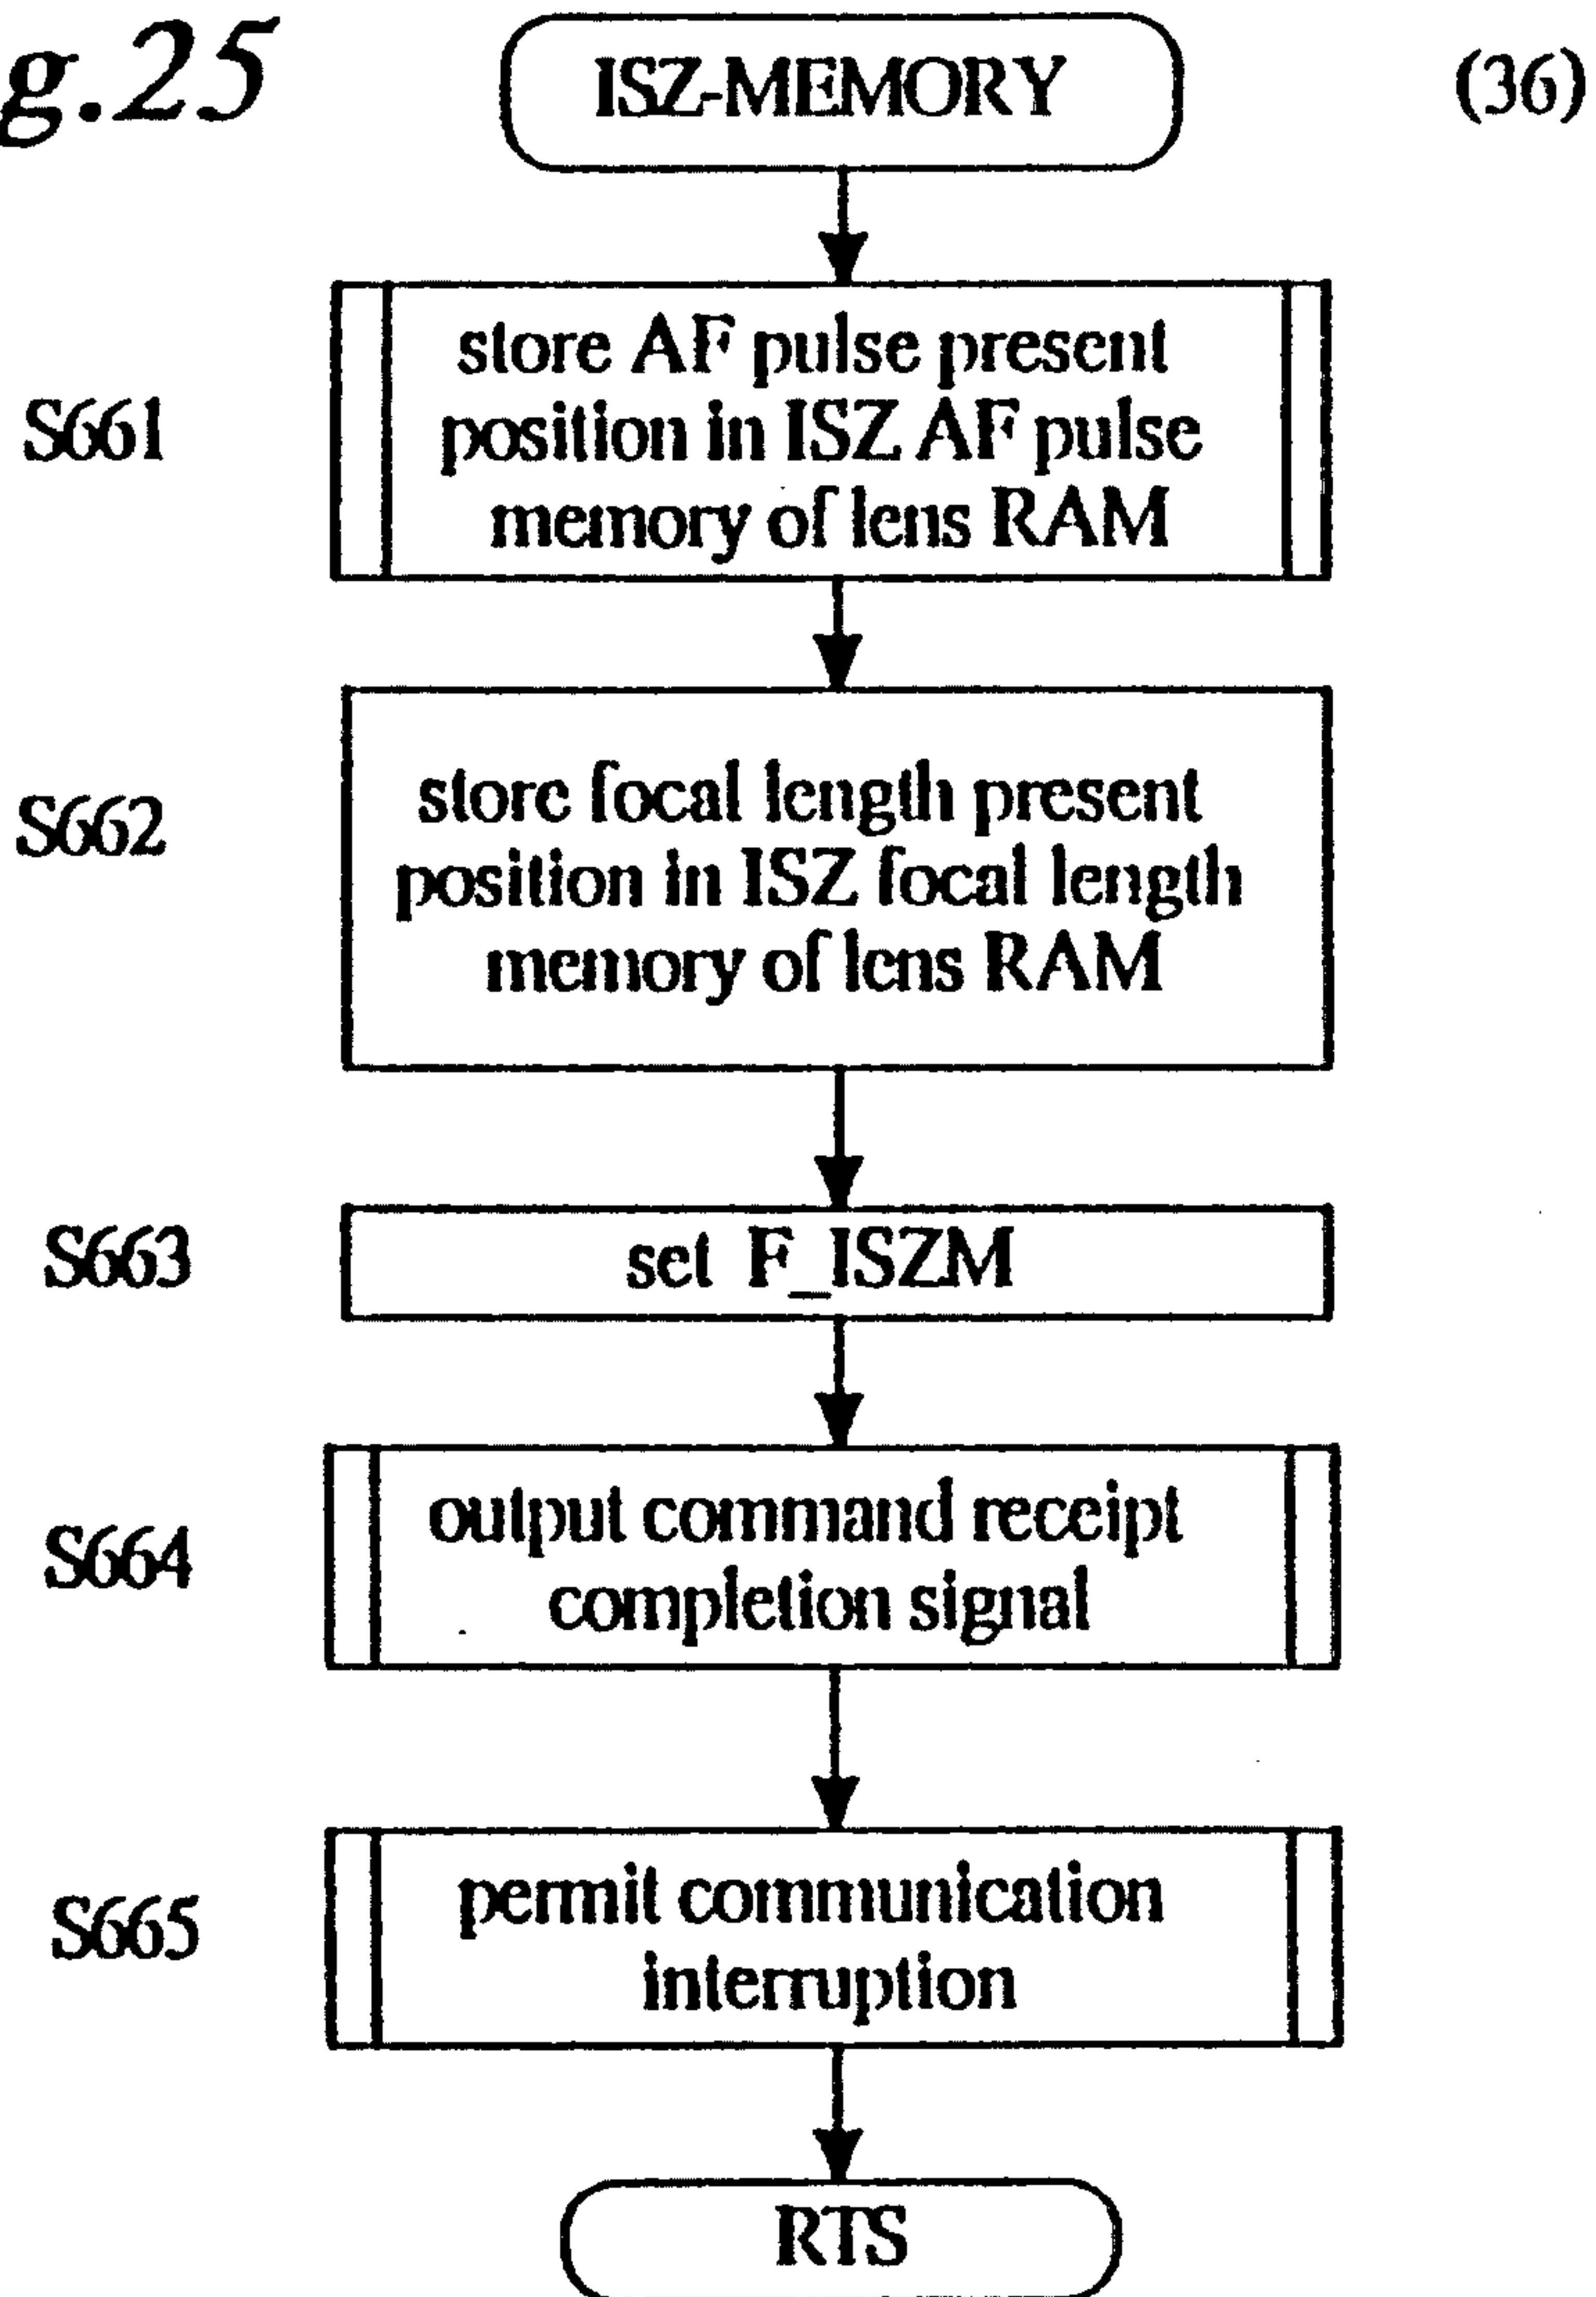 g.25
ISZ-MEMORY
(36)
S661
store AF pulse present
position in ISZ AF pulse
memory of lens RAM
S662
store focal length present
position in ISZ focal length
memory of lens RAM
S663
set F_ISZM
S664
output command receipt
completion signal
S665
permit communication
interruption
RTS